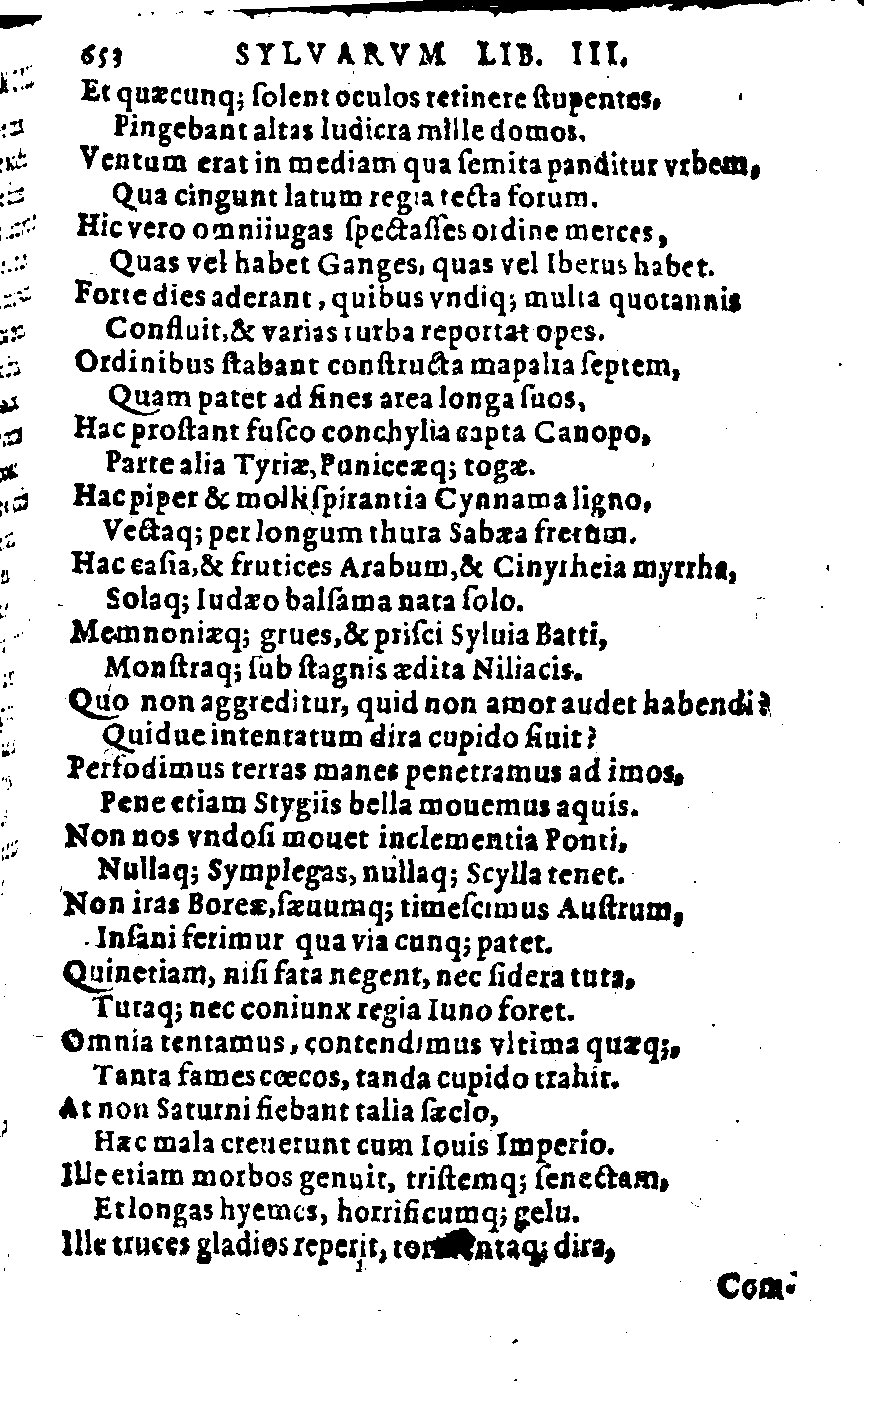 653 SYLVARVM LIB. III.
Et quæcunq; ſolent oculos retinere ſtupentes,
Pingebant altas ludicra mille domos.
Ventum erat in mediam qua ſemita panditur vrbem,
Qua cingunt latum regia tecta forum.
Hic vero omniiugas ſpectaſſes ordine merces,
Quas vel habet Ganges, quas vel Iberus habet.
Forte dies aderant, quibus vndiq; multa quotannis
Confluit,& varias turba reportat opes.
Ordinibus ſtabant conſtructa mapalia ſeptem,
Quam patet ad fines area longa ſuos,
Hac proſtant fuſco conchylia capta Canopo,
Parte alia Tyriæ, Puniceæq; togæ.
Hac piper & molli ſpirantia Cynnama ligno,
Vectaq; per longum thura Sabæa fretum.
Hac caſia,& frutices Arabum,& Cinyrheia myrrha,
Solaq; Iudæo balſama nata ſolo.
Memnoniæq; grues,& priſci Syluia Batti,
Monſtraq; ſub ſtagnis ædita Niliacis.
Quo non aggreditur, quid non amor audet habendi?
Quidue intentatum dira cupido ſiuit?
Perfodimus terras manes penetramus ad imos,
Pene etiam Stygiis bella mouemus aquis.
Non nos vndoſi mouet inclementia Ponti,
Nullaq; Symplegas, nullaq; Scylla tenet.
Non iras Boreæ,ſæuumq; timeſcimus Auſtrum,
Inſani ferimur qua via cunq; patet.
Quinetiam, niſi fata negent, nec ſidera tuta,
Tutaq; nec coniunx regia Iuno foret.
Omnia tentamus, contendimus vltima quæq;,
Tanta fames cœcos, tanda cupido trahit.
At non Saturni fiebant talia ſæclo,
Hæc mala creuerunt cum Iouis Imperio.
Ille etiam morbos genuit, triſtemq; ſenectam,
Et longas hyemes, horrificumq; gelu.
Ille truces gladios reperit, tormentaq; dira,
Com-